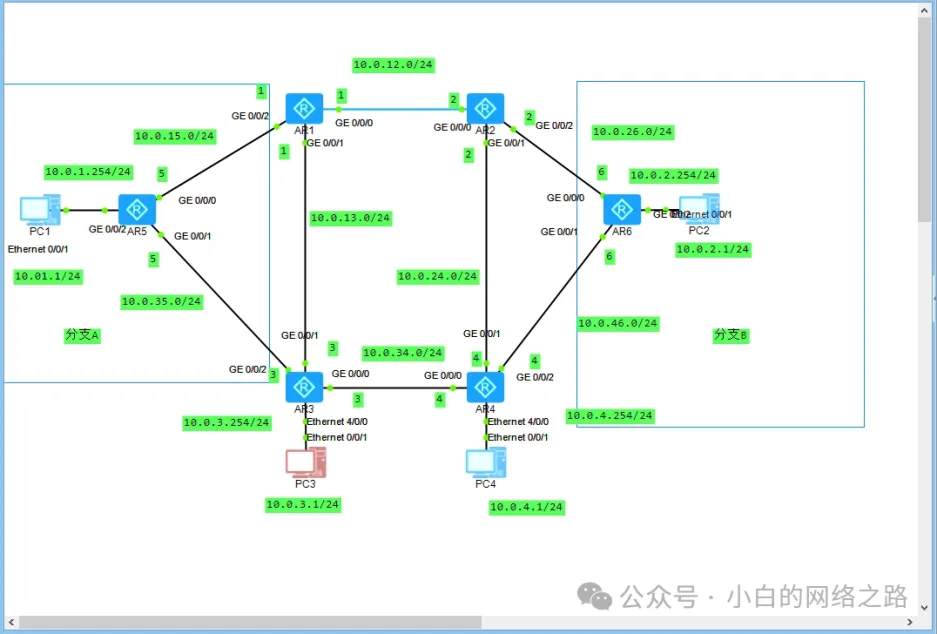 10.0.12.0/24
1
1
2
GE 0/0/2
GE 0/0/0
GE 0/0/0
2
GE 0/0/2
AR1
AR2
10.0.15.0/24
10.0.26.0/24
GE 0/0/1
GE 0/0/1
1
2
10.0.1.254/24
5
6
10.0.2.254/24
GE 0/0/0
GE 0/0/0
10.0.13.0/24
GE 0/0/2
Ethernet 0/0/1
PC1
GE 0/0/2
AR5
GE 0/0/1
GE 0/0/1
AR6
PC2
Ethernet 0/0/1
10.0.2.1/24
5
6
10.01.1/24
10.0.24.0/24
10.0.35.0/24
10.0.46.0/24
分支A
分支B
GE 0/0/1
GE 0/0/1
3
10.0.34.0/24
4
4
GE 0/0/2
3
GE 0/0/0
GE 0/0/0
GE 0/0/2
3
4
AR3
AR4
10.0.3.254/24
Ethernet 4/0/0
Ethernet 4/0/0
10.0.4.254/24
Ethernet 0/0/1
Ethernet 0/0/1
PC3
PC4
10.0.3.1/24
10.0.4.1/24
公众号 · 小白的网络之路